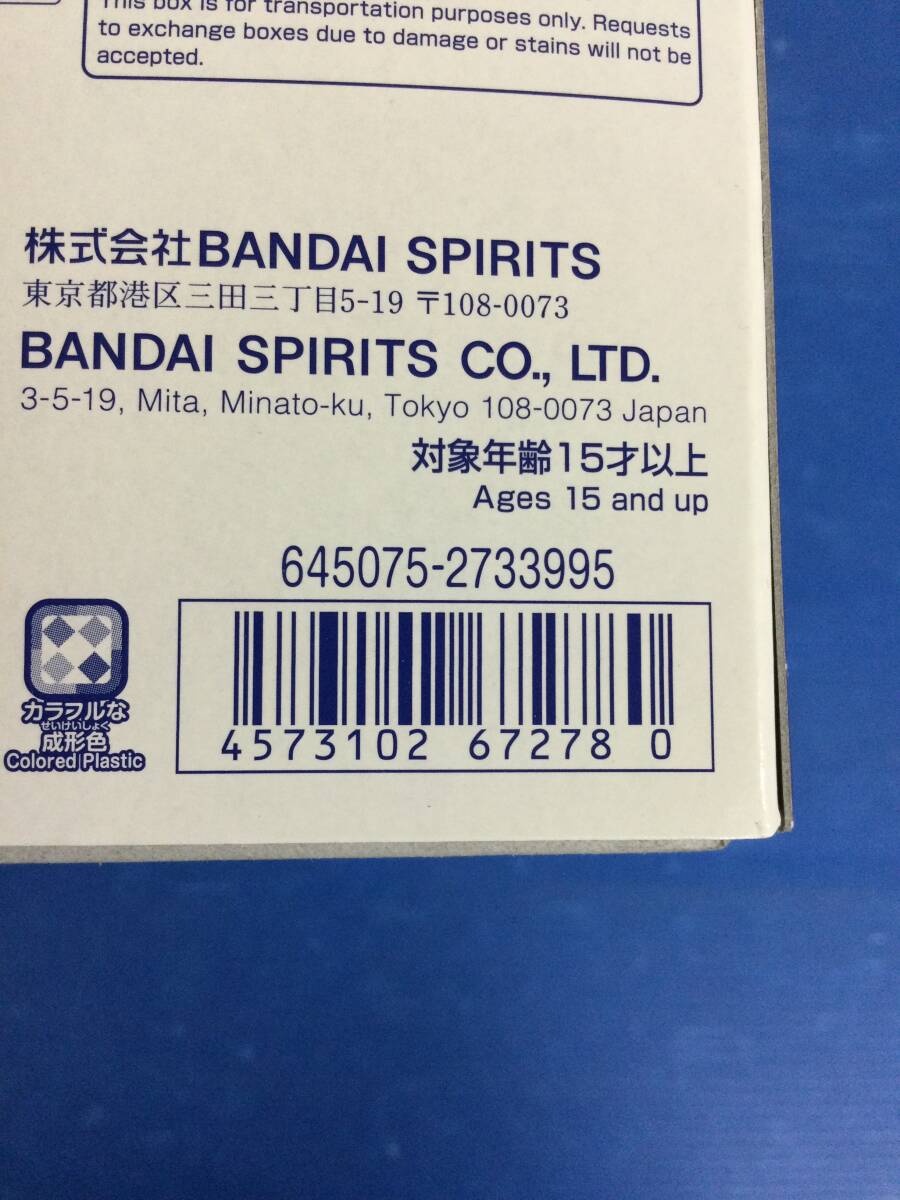 This box is for transportation purposes only. Requests
to exchange boxes due to damage or stains will not be
accepted.
株式会社BANDAI SPIRITS
東京都港区三田三丁目5-19 〒108-0073
BANDAI SPIRITS CO., LTD.
3-5-19, Mita, Minato-ku, Tokyo 108-0073 Japan
対象年齢15才以上
Ages 15 and up
645075-2733995
カラフルな
せいけいしょく
成形色
Colored Plastic
4573102 67278 0